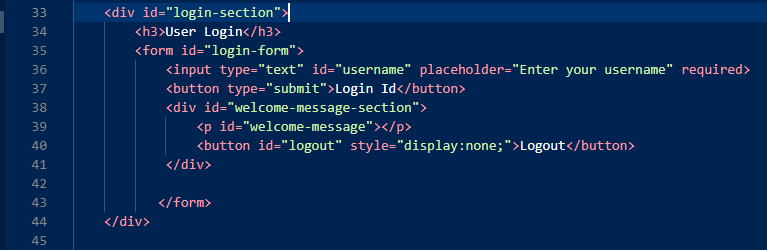 33 <div id="login-section">
34 <h3>User Login</h3>
35 <form id="login-form">
36 <input type="text" id="username" placeholder="Enter your username" required>
37 <button type="submit">Login Id</button>
38 <div id="welcome-message-section">
39 <p id="welcome-message"></p>
40 <button id="logout" style="display:none;">Logout</button>
41 </div>
42
43 </form>
44 </div>
45